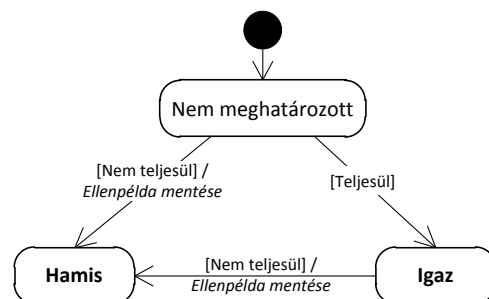 Nem meghatározott
[Nem teljesül] /
Ellenpélda mentése
[Teljesül]
[Nem teljesül] /
Ellenpélda mentése
Hamis
Igaz